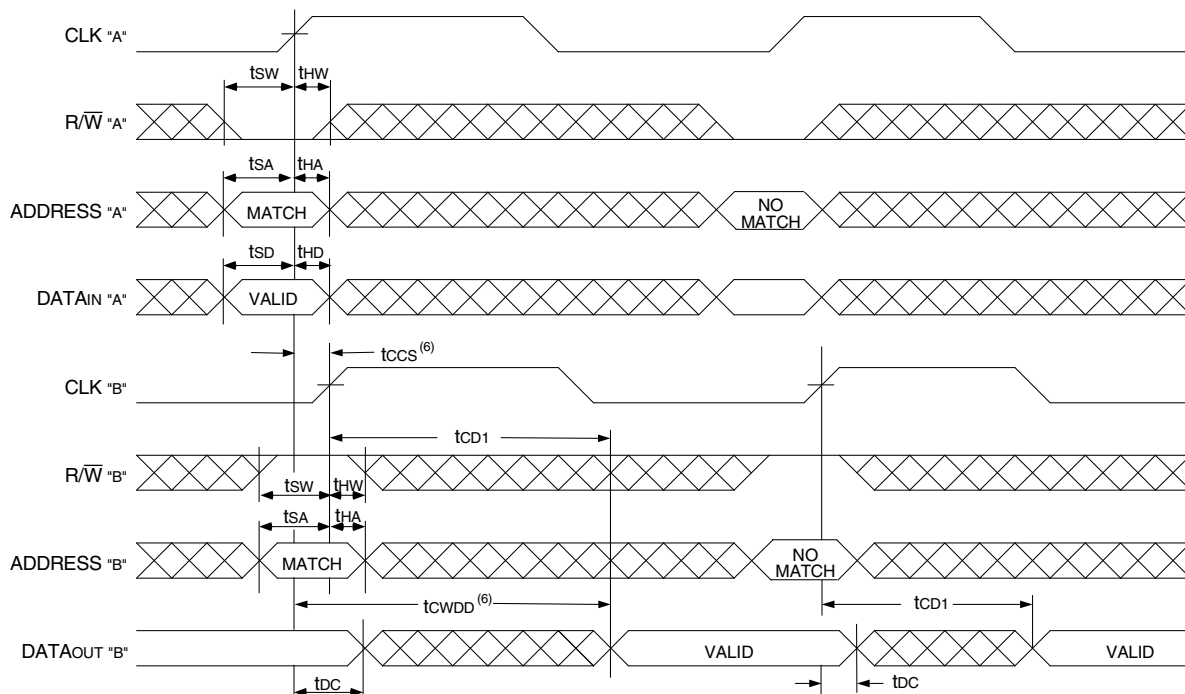 CLK "A"
tSW tHW
R/W̅ "A"
tSA tHA
ADDRESS "A" MATCH NO MATCH
tSD tHD
DATAIN "A" VALID
tCCS (6)
CLK "B"
tCD1
R/W̅ "B"
tSW tHW
tSA tHA
ADDRESS "B" MATCH NO MATCH
tCWDD (6) tCD1
DATAOUT "B" VALID VALID
tDC tDC